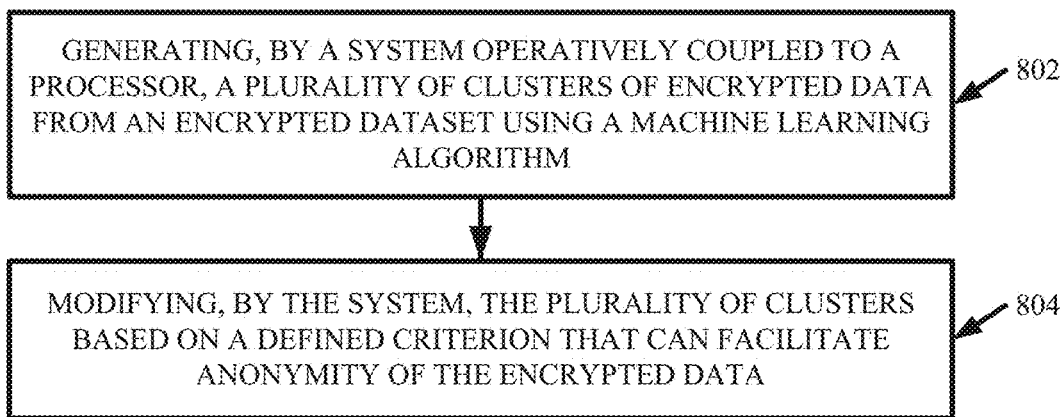 GENERATING, BY A SYSTEM OPERATIVELY COUPLED TO A
PROCESSOR, A PLURALITY OF CLUSTERS OF ENCRYPTED DATA
FROM AN ENCRYPTED DATASET USING A MACHINE LEARNING
ALGORITHM
802
MODIFYING, BY THE SYSTEM, THE PLURALITY OF CLUSTERS
BASED ON A DEFINED CRITERION THAT CAN FACILITATE
ANONYMITY OF THE ENCRYPTED DATA
804